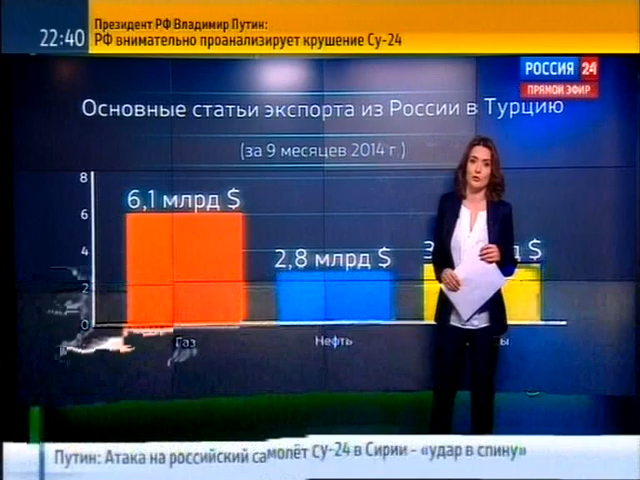 22:40
Президент РФ Владимир Путин:
РФ внимательно проанализирует крушение Су-24
РОССИЯ 24
ПРЯМОЙ ЭФИР
Основные статьи экспорта из России в Турцию
(за 9 месяцев 2014 г.)
8
6
4
2
0
6,1 млрд $
2,8 млрд $
$
Газ
Нефть
Путин: Атака на российский самолёт СУ-24 в Сирии - «удар в спину»